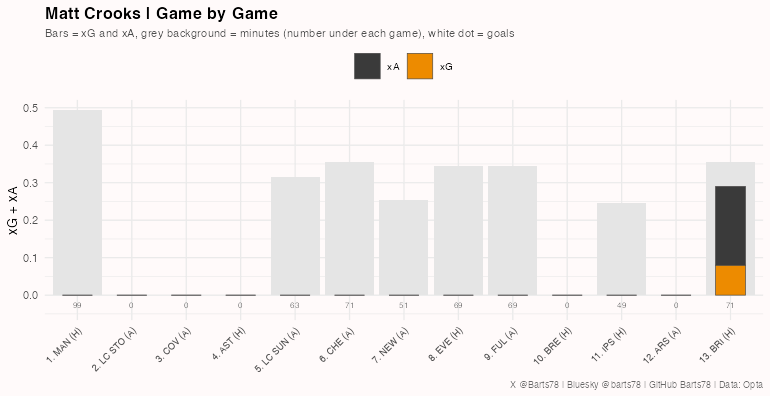 Matt Crooks | Game by Game
Bars = xG and xA, grey background = minutes (number under each game), white dot = goals
xA xG
xG + xA
0.5
0.4
0.3
0.2
0.1
0.0
99 0 0 0 63 71 51 69 69 0 49 0 71
1. MAN (H)
2. LC STO (A)
3. COV (A)
4. AST (H)
5. LC SUN (A)
6. CHE (A)
7. NEW (A)
8. EVE (H)
9. FUL (A)
10. BRE (H)
11. IPS (H)
12. ARS (A)
13. BRI (H)
X @Barts78 | Bluesky @barts78 | GitHub Barts78 | Data: Opta